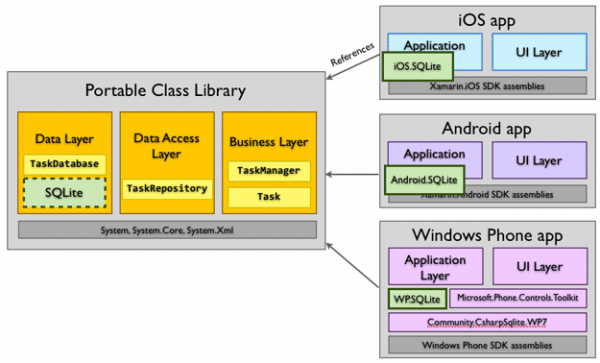 Portable Class Library
Data Layer
TaskDatabase
SQLite
Data Access
Layer
TaskRepository
Business Layer
TaskManager
Task
System, System.Core, System.Xml
References
iOS app
Application
UI Layer
iOS.SQLite
Xamarin.iOS SDK assemblies
Android app
Application
UI Layer
Android.SQLite
Xamarin.Android SDK assemblies
Windows Phone app
Application
Layer
UI Layer
WP.SQLite
Microsoft.Phone.Controls.Toolkit
Community.CsharpSqlite.WP7
Windows Phone SDK assemblies